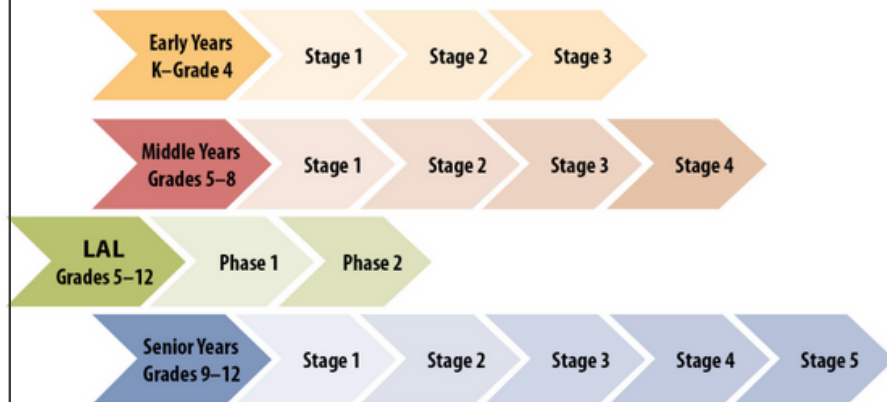 Early Years
K–Grade 4
Stage 1
Stage 2
Stage 3
Middle Years
Grades 5–8
Stage 1
Stage 2
Stage 3
Stage 4
LAL
Grades 5–12
Phase 1
Phase 2
Senior Years
Grades 9–12
Stage 1
Stage 2
Stage 3
Stage 4
Stage 5